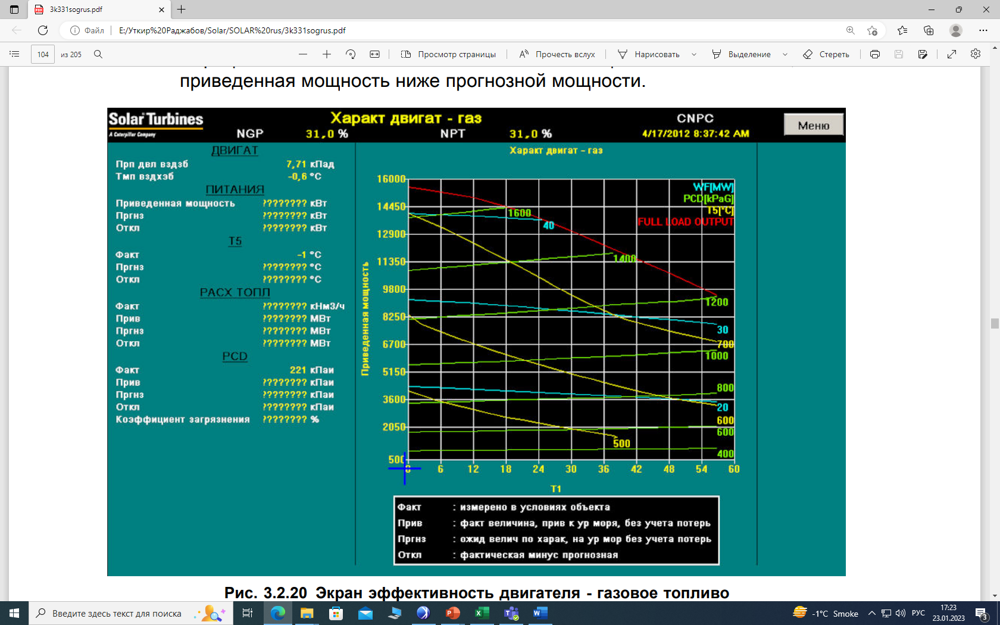 3k331sogrus.pdf
Файл
E:/Уткир%20Раджабов/Solar/SOLAR%20rus/3k331sogrus.pdf
104 из 205
Просмотр страницы
Прочесть вслух
Нарисовать
Выделение
Стереть
приведенная мощность ниже прогнозной мощности.
Solar Turbines
A Caterpillar Company
Характ двигат - газ
CNPC
Меню
NGP 31,0 %
NPT 31,0 %
4/17/2012 8:37:42 AM
ДВИГАТ
Прп двл вздзб 7,71 кПад
Тмп вздхзб -0,6 °C
ПИТАНИЯ
Приведенная мощность ???????? кВт
Пргнз ???????? кВт
Откл ???????? кВт
T5
Факт -1 °C
Пргнз ???????? °C
Откл ???????? °C
РАСХ ТОПЛ
Факт ???????? кНм3/ч
Прив ???????? МВт
Пргнз ???????? МВт
Откл ???????? МВт
PCD
Факт 221 кПаи
Прив ???????? кПаи
Пргнз ???????? кПаи
Откл ???????? кПаи
Коэффициент загрязнения ???????? %
Характ двигат - газ
WF[MW]
PCD[kPaG]
T5[°C]
FULL LOAD OUTPUT
16000
14450
12900
11350
9800
8250
6700
5150
3600
2050
500
Приведенная мощность
1600
40
1400
1200
30
700
1000
800
20
600
600
500
400
0 6 12 18 24 30 36 42 48 54 60
T1
Факт : измерено в условиях объекта
Прив : факт величина, прив к ур моря, без учета потерь
Пргнз : ожид велич по харак, на ур мор без учета потерь
Откл : фактическая минус прогнозная
Рис. 3.2.20 Экран эффективность двигателя - газовое топливо
Введите здесь текст для поиска
-1°C Smoke
РУС
17:23
23.01.2023
3